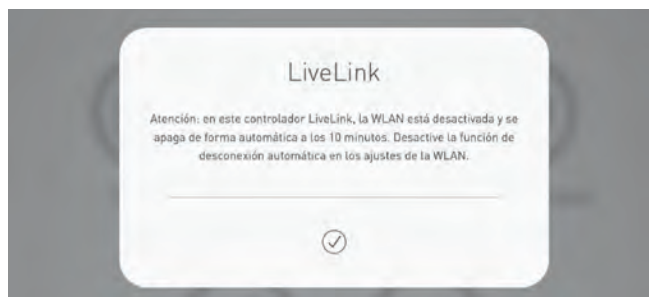 LiveLink
Atención: en este controlador LiveLink, la WLAN está desactivada y se
apaga de forma automática a los 10 minutos. Desactive la función de
desconexión automática en los ajustes de la WLAN.